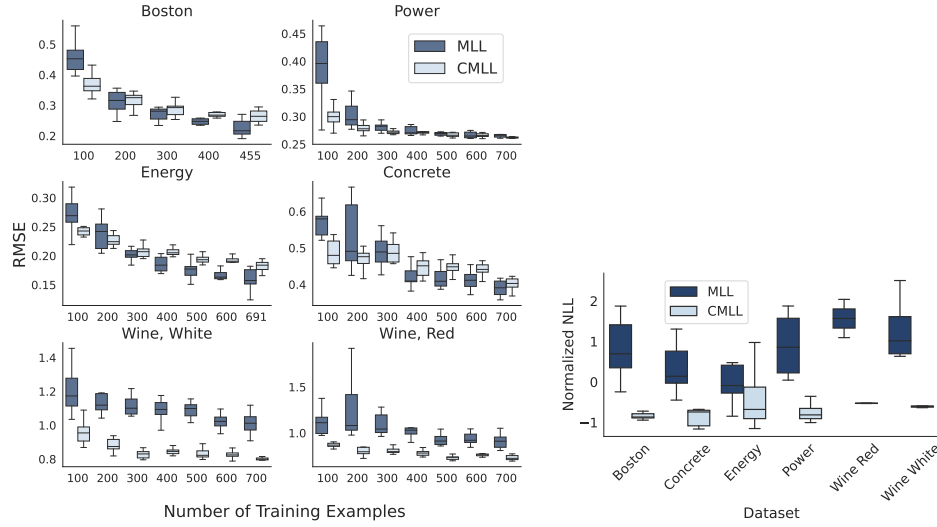 Boston
Power
0.5
0.4
0.3
0.2
100 200 300 400 455
0.45
0.40
0.35
0.30
0.25
100 200 300 400 500 600 700
MLL
CMLL
Energy
Concrete
RMSE
0.30
0.25
0.20
0.15
100 200 300 400 500 600 691
0.6
0.5
0.4
100 200 300 400 500 600 700
Wine, White
Wine, Red
1.4
1.2
1.0
0.8
100 200 300 400 500 600 700
1.5
1.0
100 200 300 400 500 600 700
Number of Training Examples
Normalized NLL
2
1
0
−1
MLL
CMLL
Boston
Concrete
Energy
Power
Wine Red
Wine White
Dataset